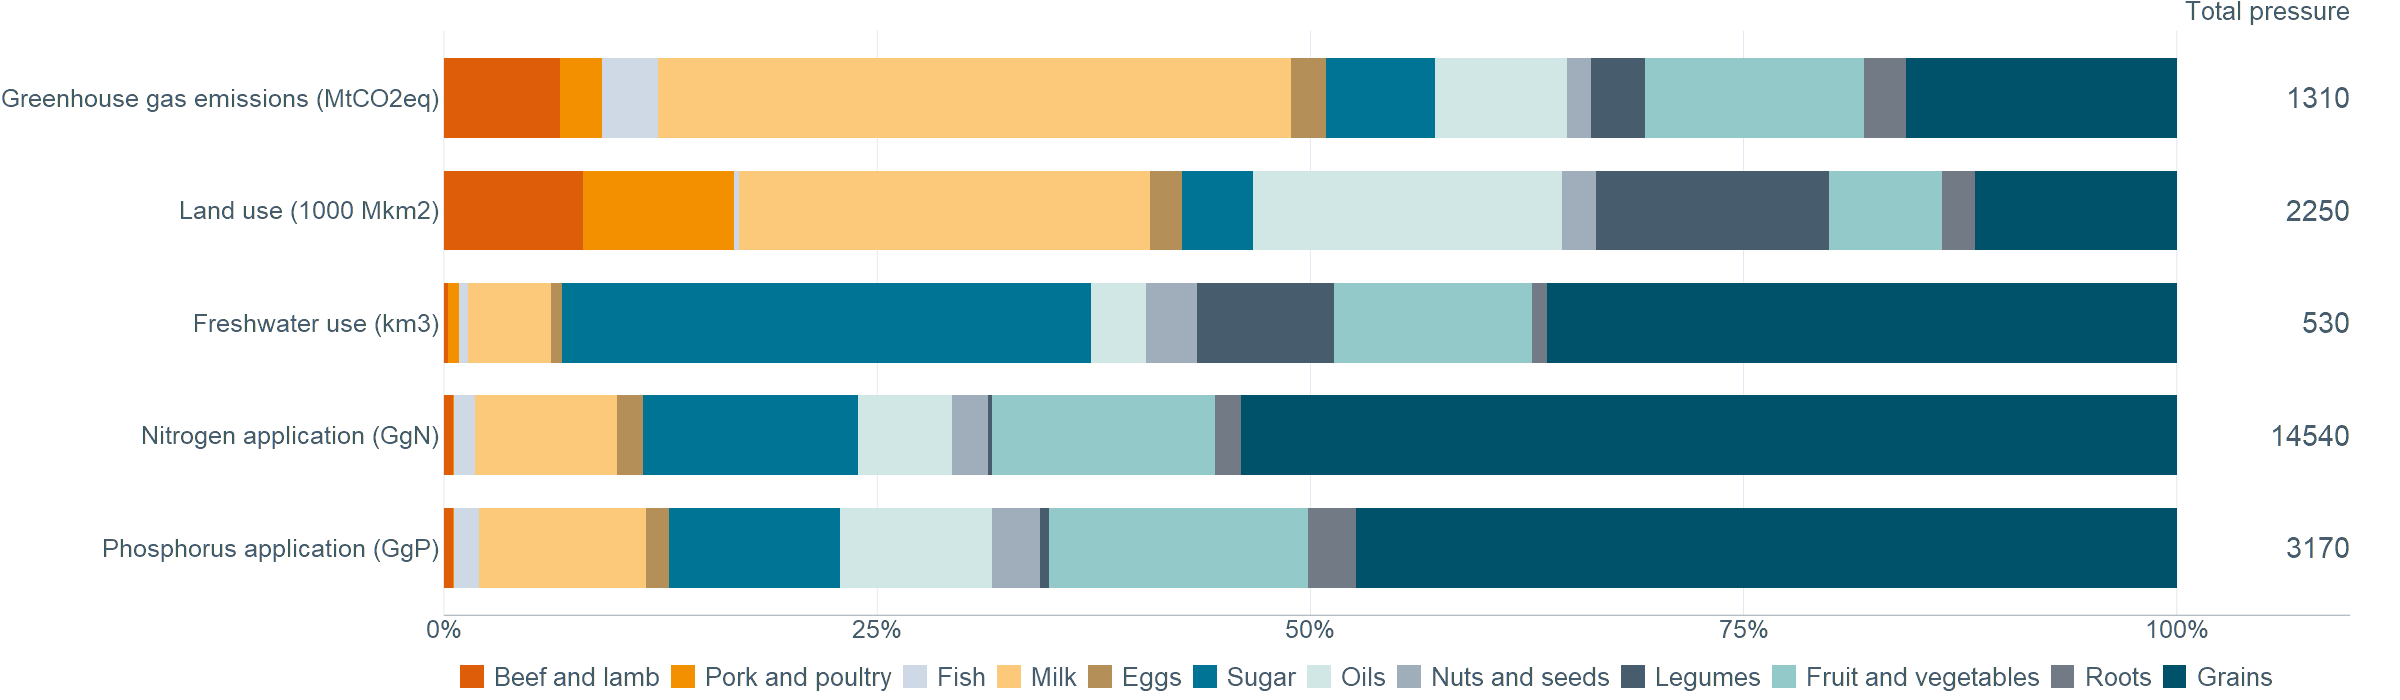 Total pressure
Greenhouse gas emissions (MtCO2eq) 1310
Land use (1000 Mkm2) 2250
Freshwater use (km3) 530
Nitrogen application (GgN) 14540
Phosphorus application (GgP) 3170
0% 25% 50% 75% 100%
Beef and lamb Pork and poultry Fish Milk Eggs Sugar Oils Nuts and seeds Legumes Fruit and vegetables Roots Grains